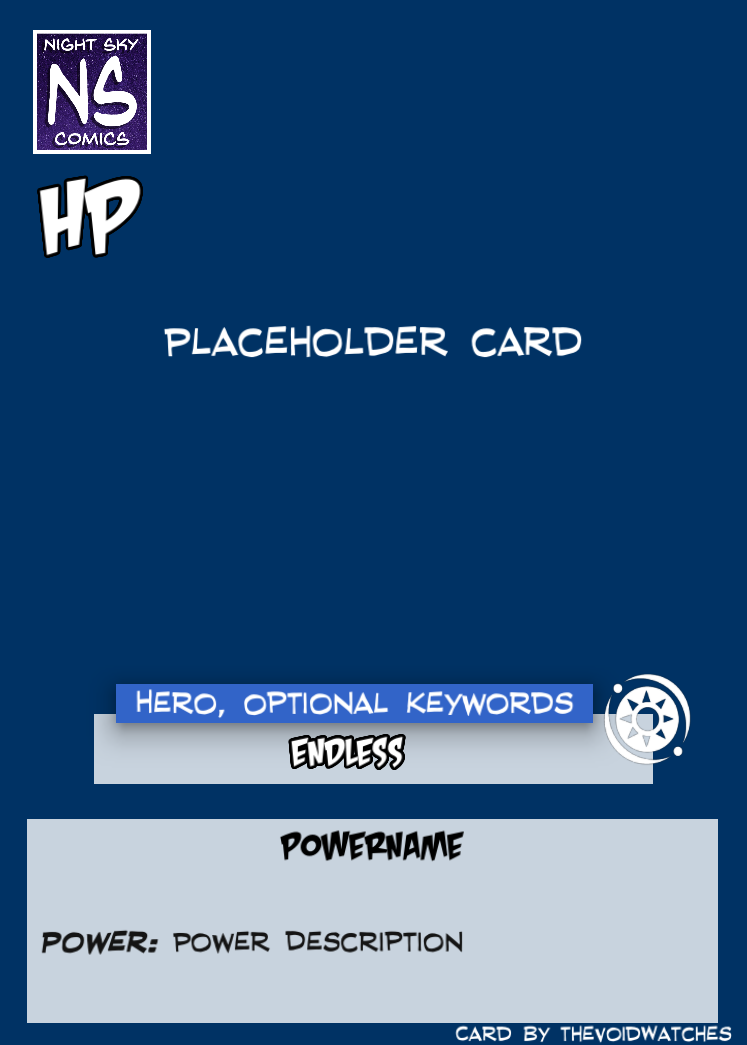 NIGHT SKY
NS
COMICS
HP
PLACEHOLDER CARD
HERO, OPTIONAL KEYWORDS
ENDLESS
POWERNAME
POWER: POWER DESCRIPTION
CARD BY THEVOIDWATCHES